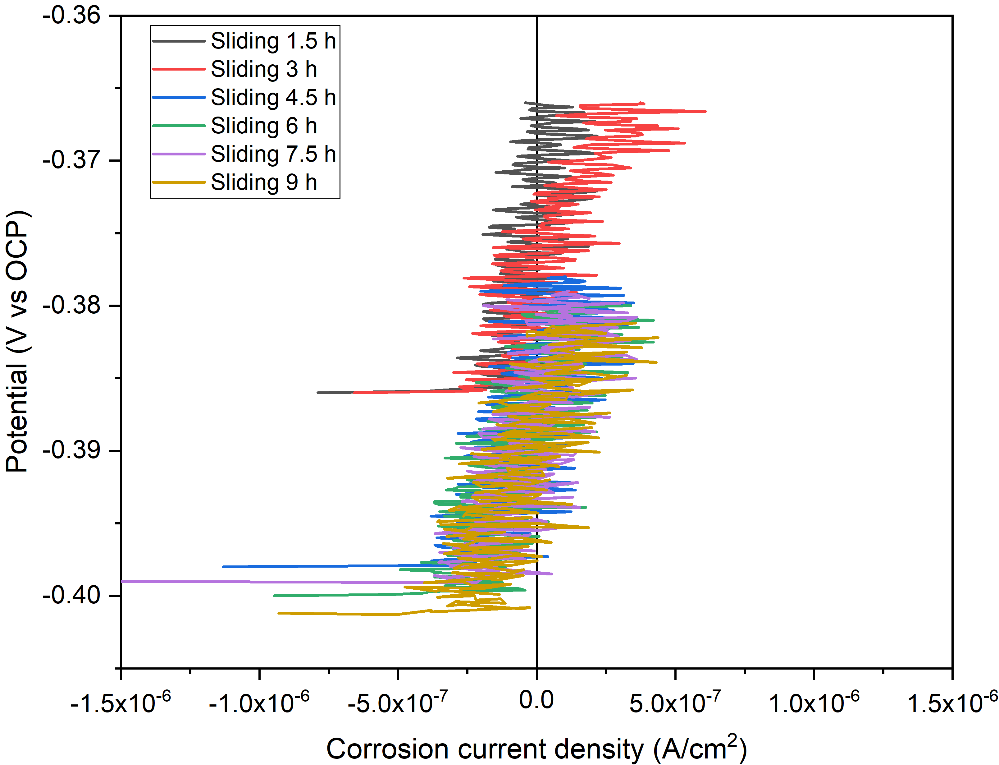 -0.36
Sliding 1.5 h
Sliding 3 h
Sliding 4.5 h
Sliding 6 h
Sliding 7.5 h
Sliding 9 h
-0.37
-0.38
-0.39
-0.40
Potential (V vs OCP)
-1.5x10⁻⁶ -1.0x10⁻⁶ -5.0x10⁻⁷ 0.0 5.0x10⁻⁷ 1.0x10⁻⁶ 1.5x10⁻⁶
Corrosion current density (A/cm²)